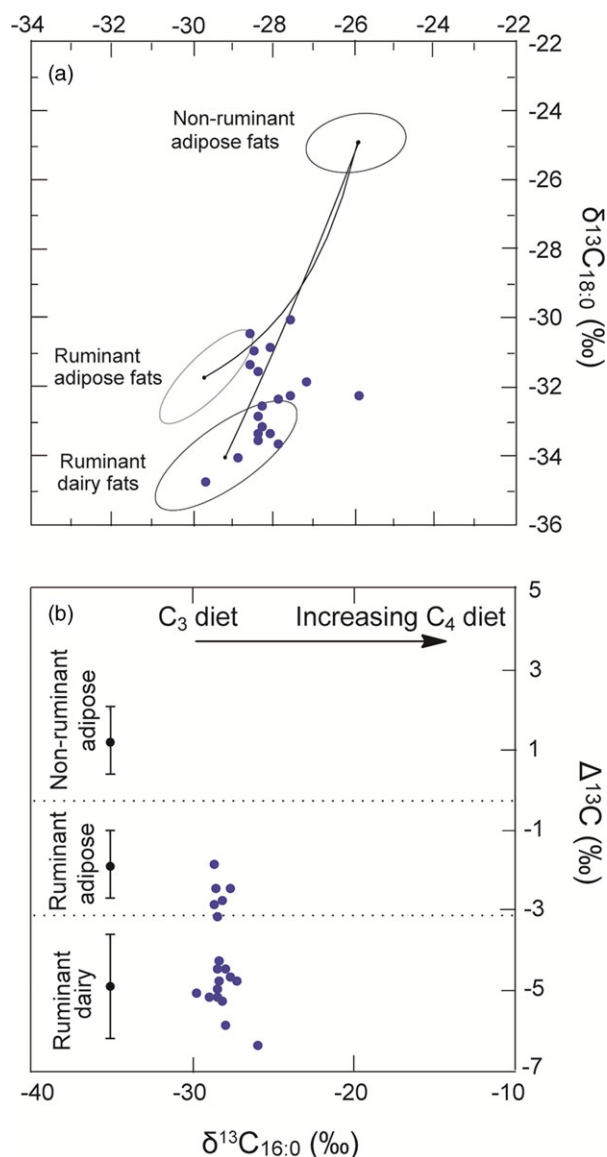 -34 -32 -30 -28 -26 -24 -22
(a)
-22
Non-ruminant
adipose fats
-24
-26
-28
δ¹³C₁₈:₀ (‰)
-30
Ruminant
adipose fats
-32
Ruminant
dairy fats
-34
-36
(b)
C₃ diet
Increasing C₄ diet
5
3
Non-ruminant
adipose
1
Δ¹³C (‰)
-1
Ruminant
adipose
-3
Ruminant
dairy
-5
-7
-40 -30 -20 -10
δ¹³C₁₆:₀ (‰)